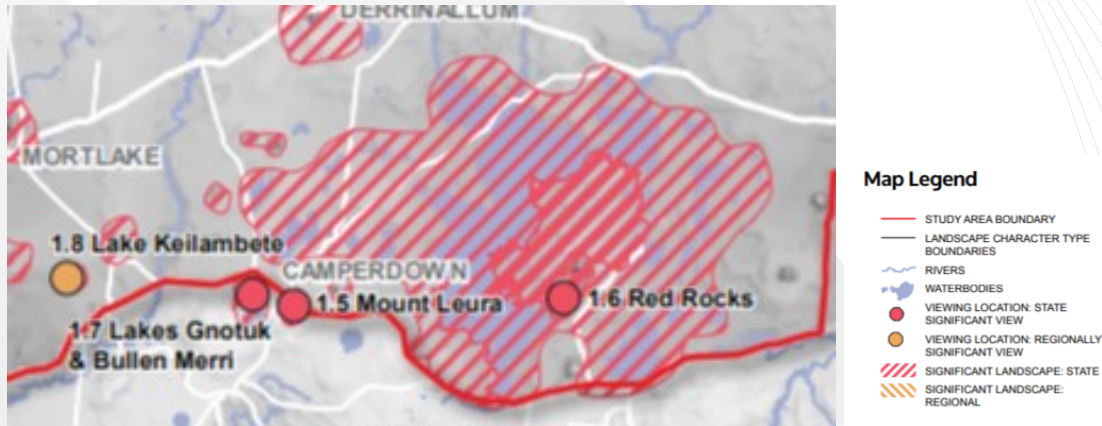 DERRINALLUM
MORTLAKE
1.8 Lake Keilambete
CAMPERDOWN
1.5 Mount Leura
1.6 Red Rocks
1.7 Lakes Gnotuk
& Bullen Merri
Map Legend
STUDY AREA BOUNDARY
LANDSCAPE CHARACTER TYPE
BOUNDARIES
RIVERS
WATERBODIES
VIEWING LOCATION: STATE
SIGNIFICANT VIEW
VIEWING LOCATION: REGIONALLY
SIGNIFICANT VIEW
SIGNIFICANT LANDSCAPE: STATE
SIGNIFICANT LANDSCAPE:
REGIONAL